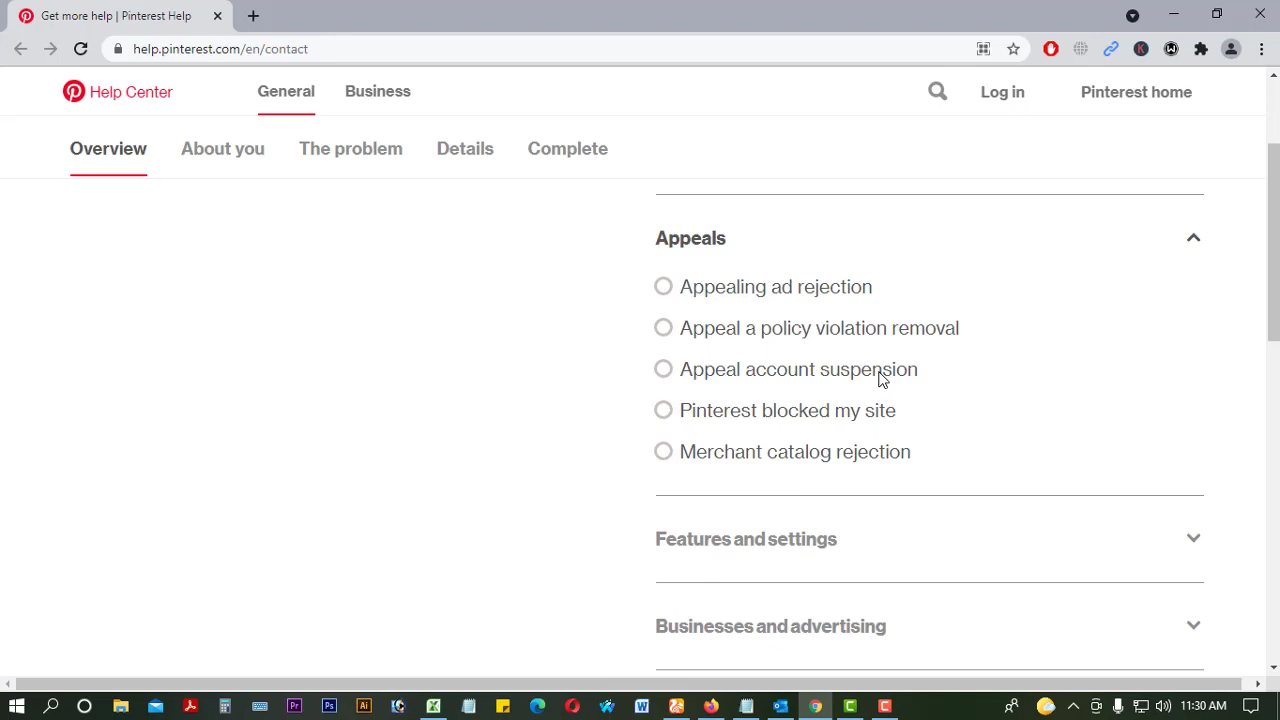 Get more help | Pinterest Help
help.pinterest.com/en/contact
Help Center
General
Business
Log in
Pinterest home
Overview
About you
The problem
Details
Complete
Appeals
Appealing ad rejection
Appeal a policy violation removal
Appeal account suspension
Pinterest blocked my site
Merchant catalog rejection
Features and settings
Businesses and advertising
11:30 AM